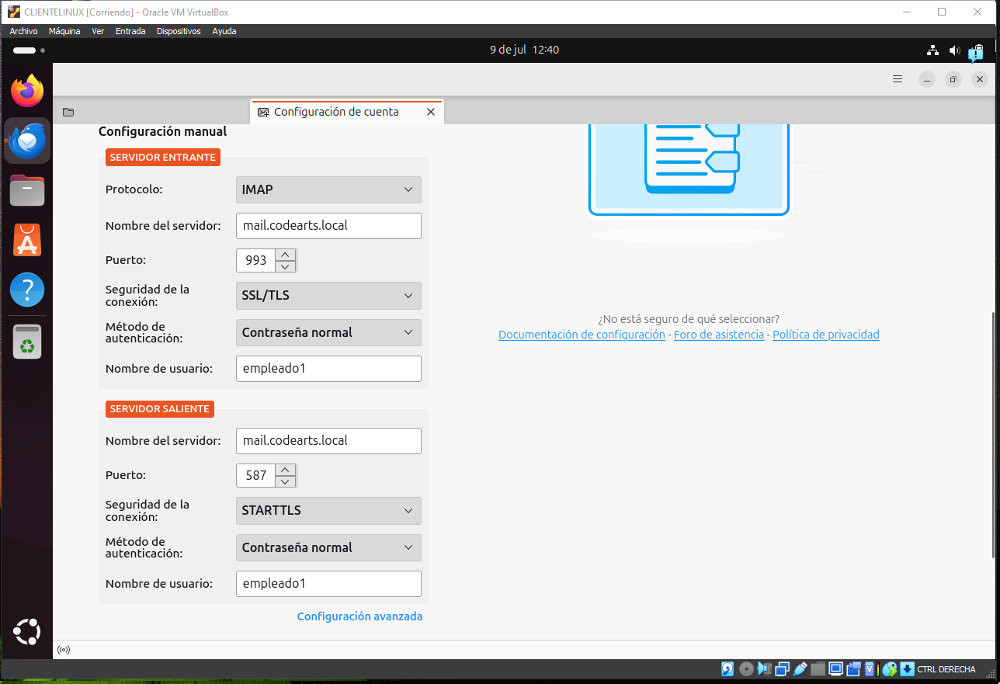 CLIENTELINUX [Corriendo] - Oracle VM VirtualBox
Archivo Máquina Ver Entrada Dispositivos Ayuda
9 de jul 12:40
Configuración de cuenta
Configuración manual
SERVIDOR ENTRANTE
Protocolo: IMAP
Nombre del servidor: mail.codearts.local
Puerto: 993
Seguridad de la
conexión: SSL/TLS
Método de
autenticación: Contraseña normal
Nombre de usuario: empleado1
SERVIDOR SALIENTE
Nombre del servidor: mail.codearts.local
Puerto: 587
Seguridad de la
conexión: STARTTLS
Método de
autenticación: Contraseña normal
Nombre de usuario: empleado1
Configuración avanzada
¿No está seguro de qué seleccionar?
Documentación de configuración - Foro de asistencia - Política de privacidad
CTRL DERECHA